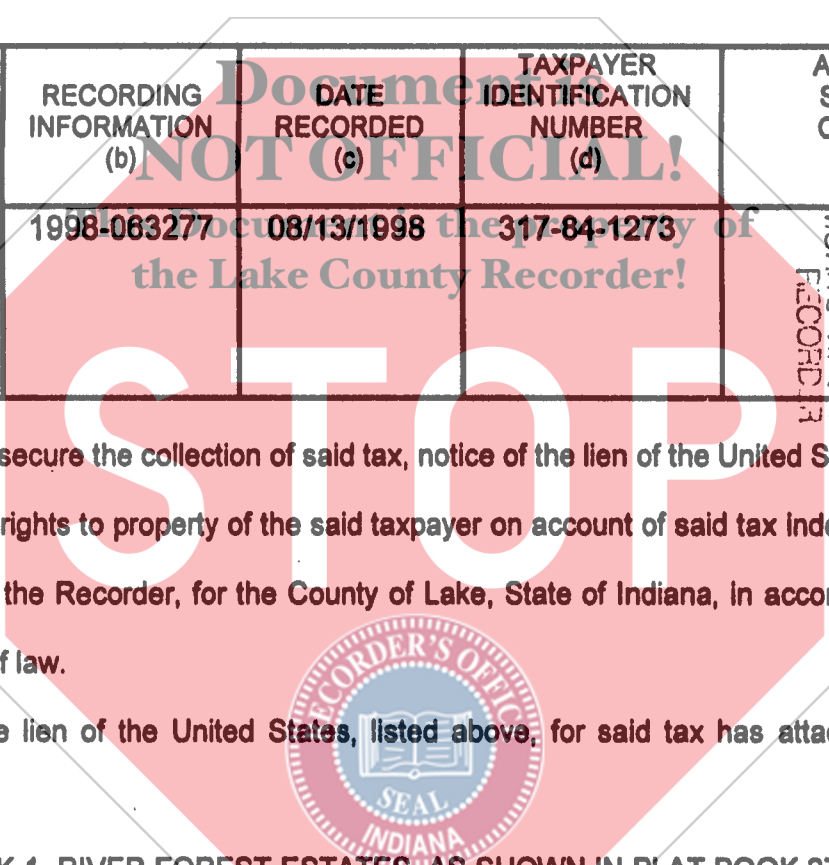 RECORDING INFORMATION (b)
DATE RECORDED (c)
TAXPAYER IDENTIFICATION NUMBER (d)
1998-063277 08/13/1998 317-84-1273
Document is
NOT OFFICIAL!
This Document is the property of
the Lake County Recorder!
STOP
RECORDER
secure the collection of said tax, notice of the lien of the United S
rights to property of the said taxpayer on account of said tax inde
the Recorder, for the County of Lake, State of Indiana, in accor
f law.
e lien of the United States, listed above, for said tax has attac
RECORDER'S OFFICE
SEAL
INDIANA
K 1, RIVER FOREST ESTATES, AS SHOWN IN PLAT BOOK